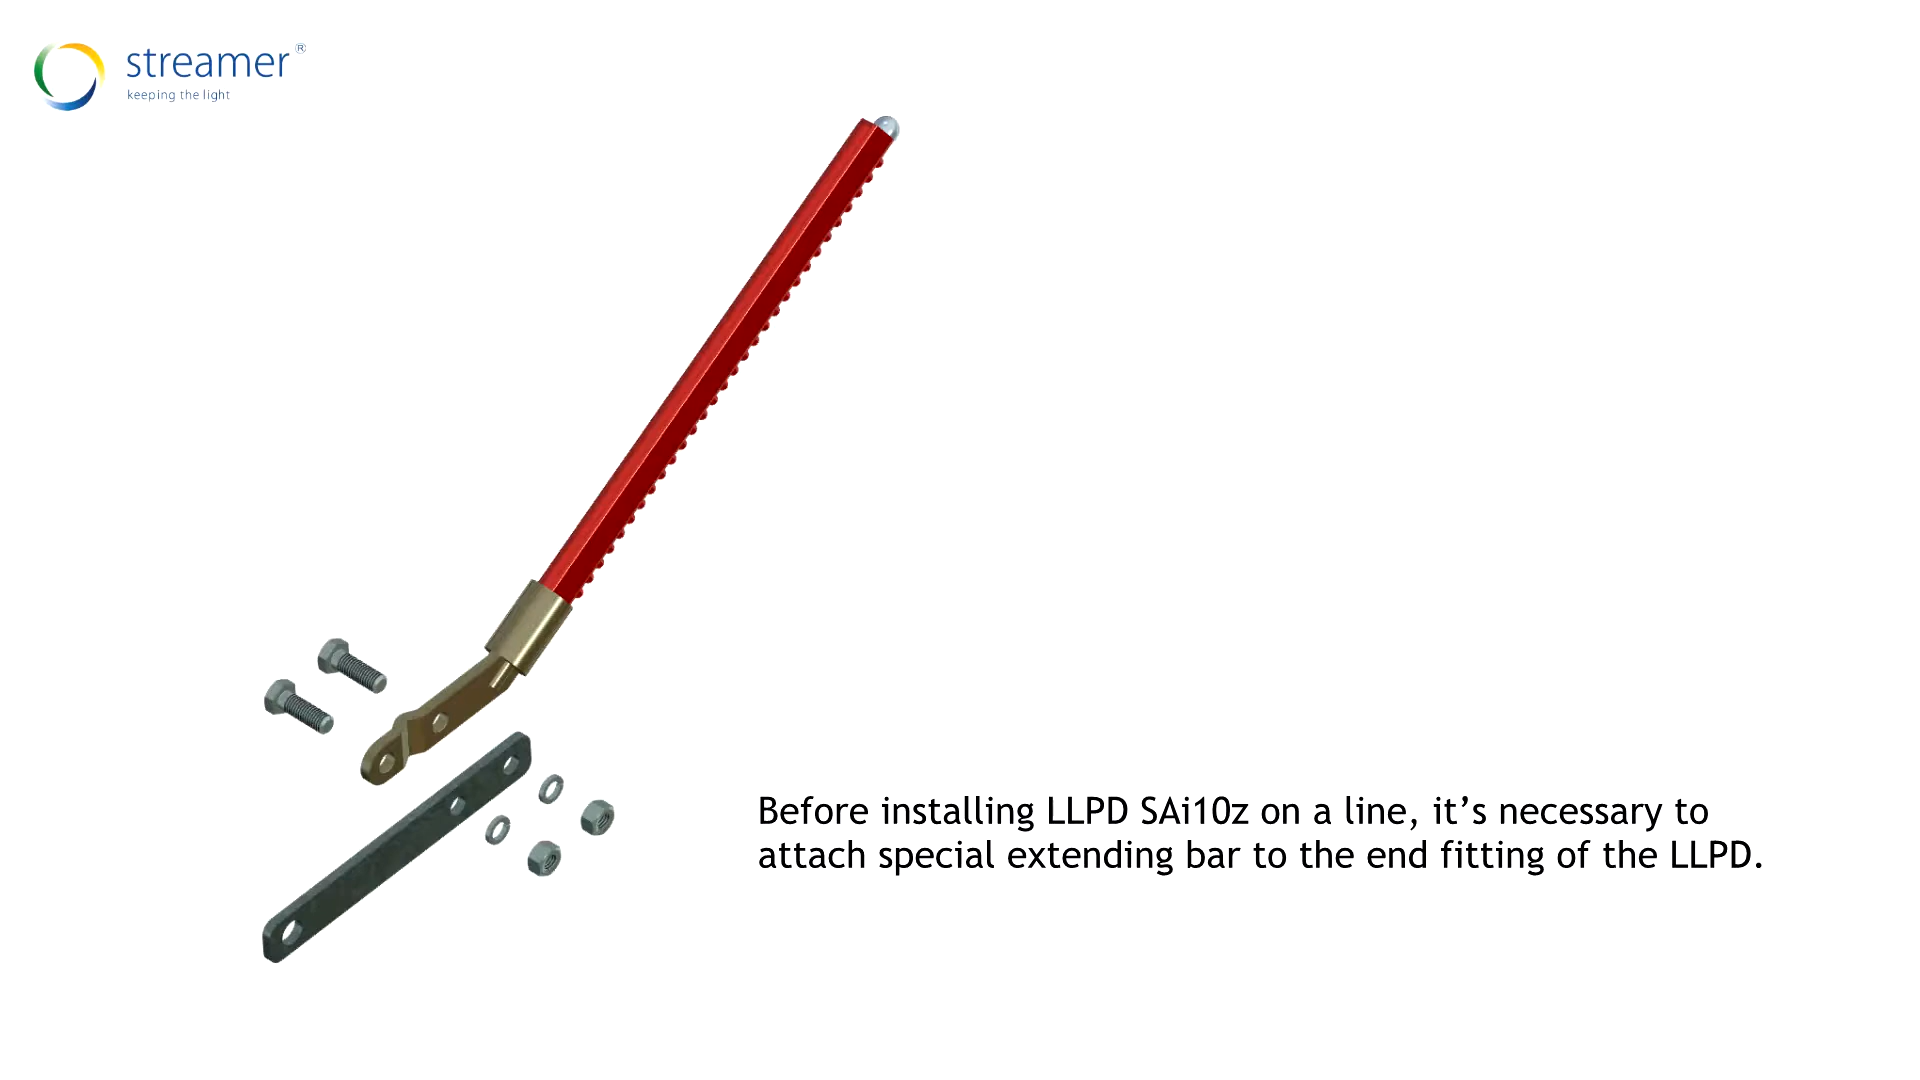 streamer®
keeping the light
Before installing LLPD SAi10z on a line, it’s necessary to
attach special extending bar to the end fitting of the LLPD.